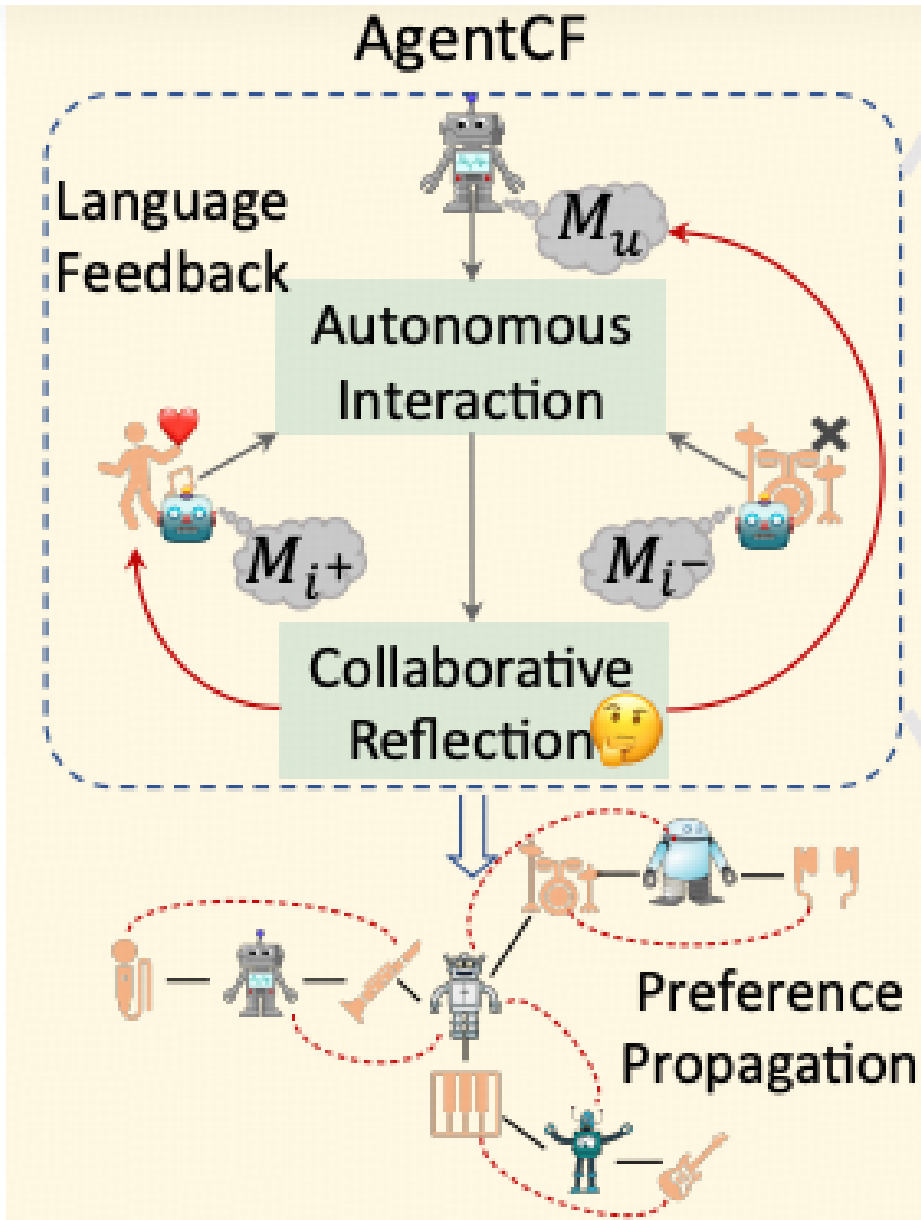 AgentCF
Language
Feedback
M_u
Autonomous
Interaction
M_{i^+}
M_{i^-}
Collaborative
Reflection
Preference
Propagation